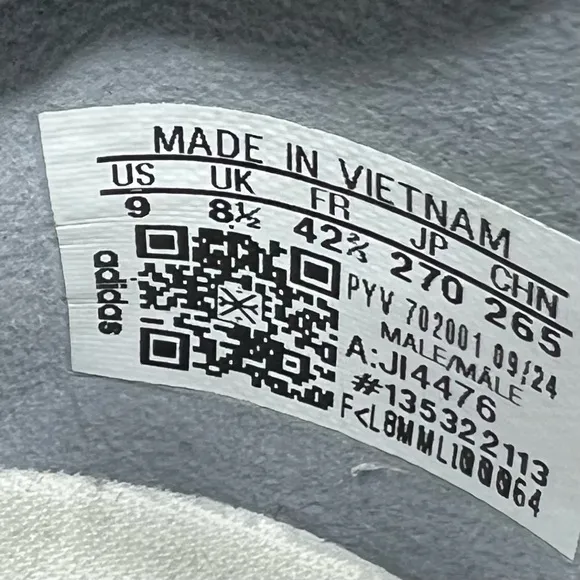 MADE IN VIETNAM
US UK FR JP CHN
9 8½ 42⅔ 270 265
adidas
PYV 702001 09/24
MALE/MÂLE
A:JI4476
#135322113
F<L8MML100064